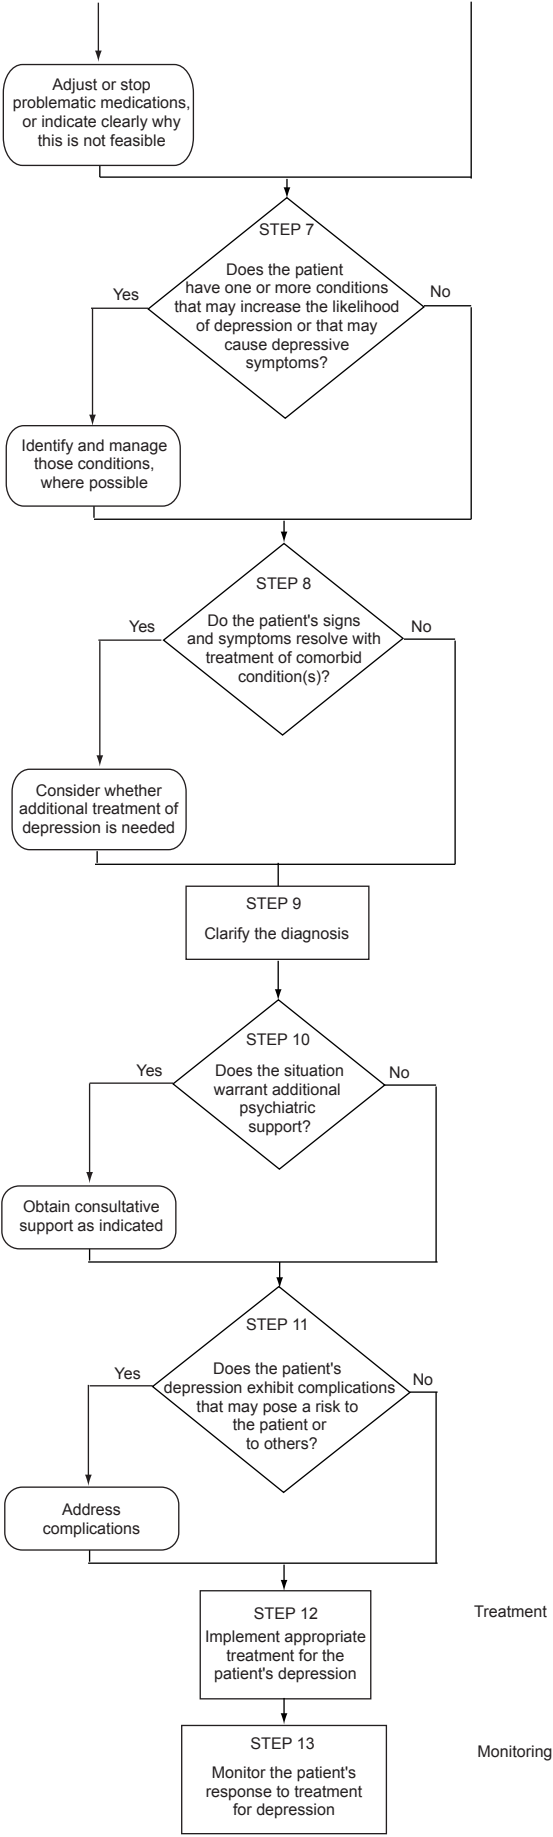 Adjust or stop
problematic medications,
or indicate clearly why
this is not feasible
STEP 7
Does the patient
have one or more conditions
that may increase the likelihood
of depression or that may
cause depressive
symptoms?
Yes
No
Identify and manage
those conditions,
where possible
STEP 8
Do the patient's signs
and symptoms resolve with
treatment of comorbid
condition(s)?
Yes
No
Consider whether
additional treatment of
depression is needed
STEP 9
Clarify the diagnosis
STEP 10
Does the situation
warrant additional
psychiatric
support?
Yes
No
Obtain consultative
support as indicated
STEP 11
Does the patient's
depression exhibit complications
that may pose a risk to
the patient or
to others?
Yes
No
Address
complications
STEP 12
Implement appropriate
treatment for the
patient's depression
Treatment
STEP 13
Monitor the patient's
response to treatment
for depression
Monitoring